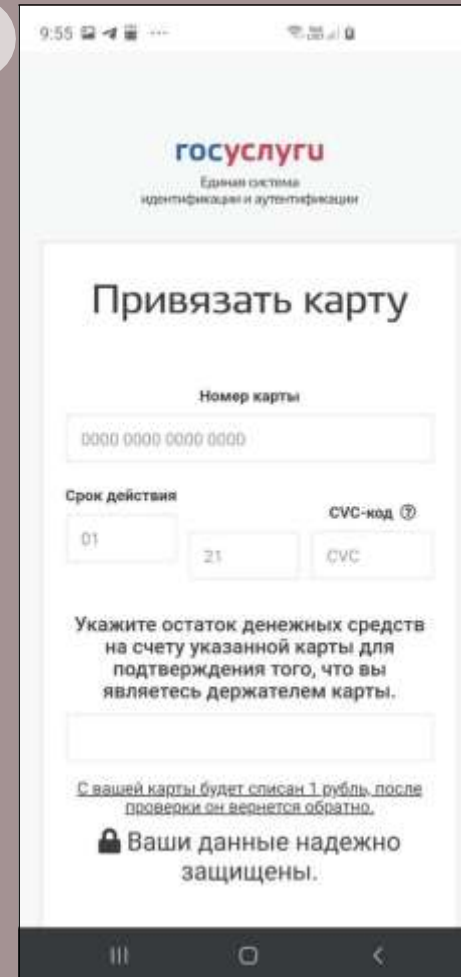 9:55
госуслуги
Единая система
идентификации и аутентификации
Привязать карту
Номер карты
0000 0000 0000 0000
Срок действия
CVC-код ?
01
21
CVC
Укажите остаток денежных средств
на счету указанной карты для
подтверждения того, что вы
являетесь держателем карты.
С вашей карты будет списан 1 рубль, после
проверки он вернется обратно.
Ваши данные надежно
защищены.